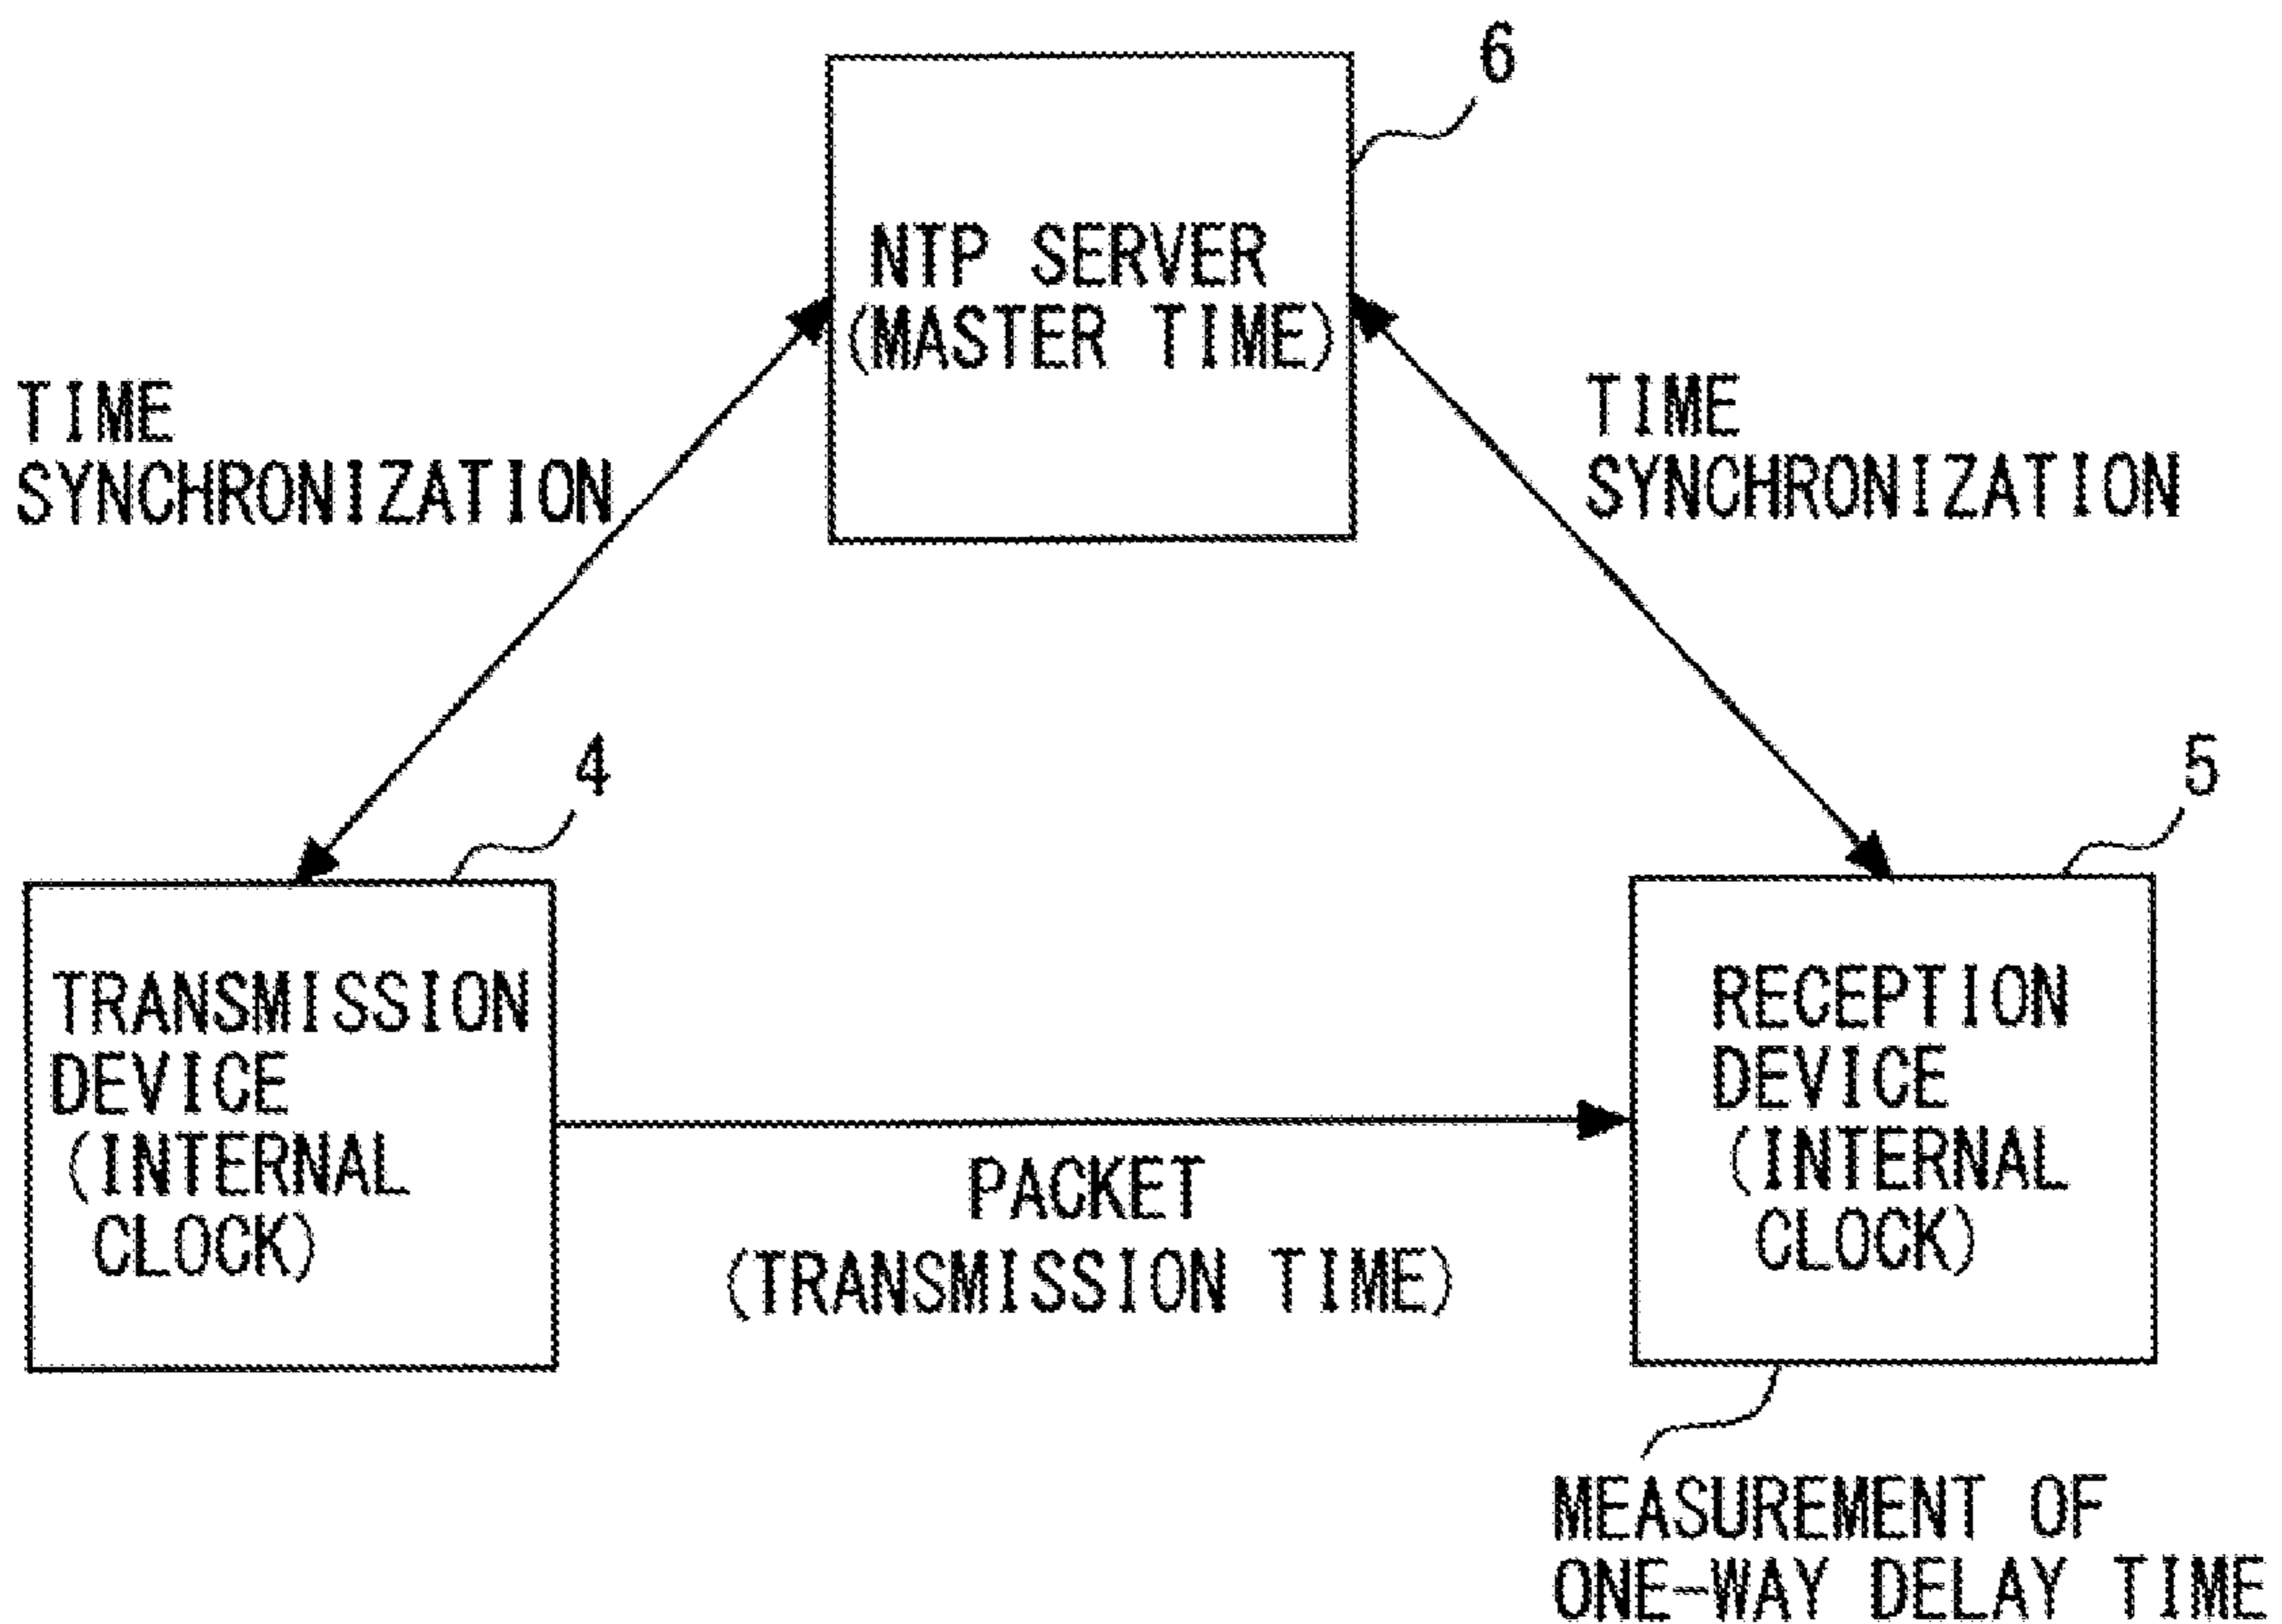 6
NTP SERVER
(MASTER TIME)
TIME
SYNCHRONIZATION
TIME
SYNCHRONIZATION
4
5
TRANSMISSION
DEVICE
(INTERNAL
CLOCK)
PACKET
(TRANSMISSION TIME)
RECEPTION
DEVICE
(INTERNAL
CLOCK)
MEASUREMENT OF
ONE-WAY DELAY TIME